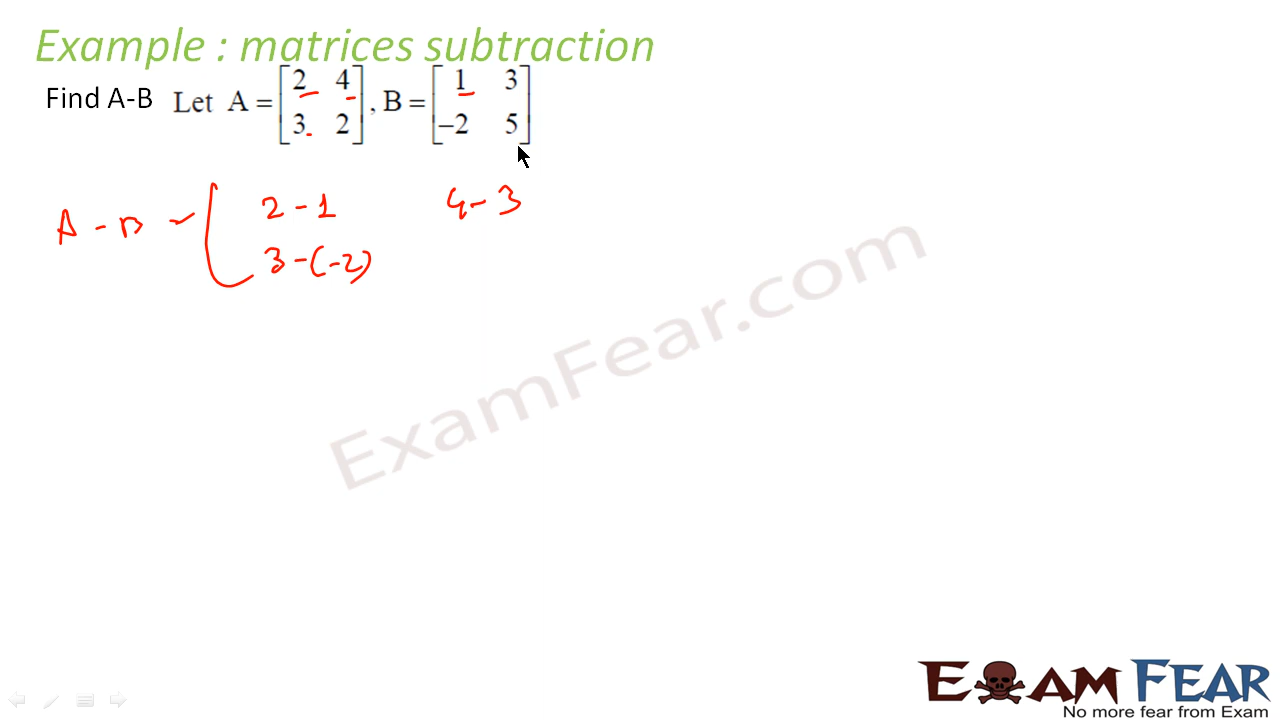 Example : matrices subtraction
Find A-B Let A = [2 4; 3 2], B = [1 3; −2 5]
A - B = [ 2 - 1 4 - 3
3 - (-2)
ExamFear.com
EXAM FEAR
No more fear from Exam